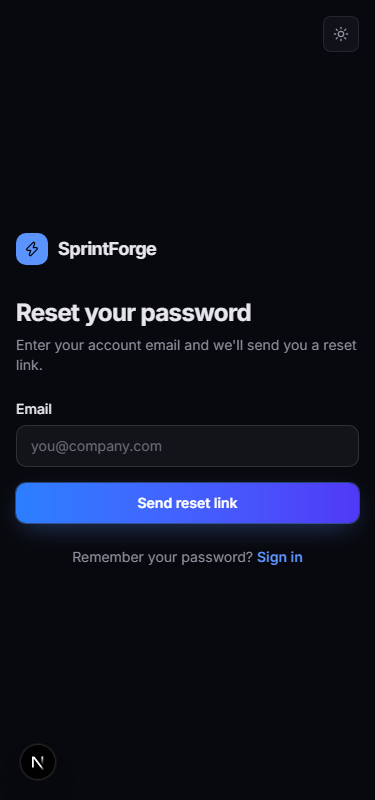 SprintForge
Reset your password
Enter your account email and we'll send you a reset
link.
Email
you@company.com
Send reset link
Remember your password? Sign in
N